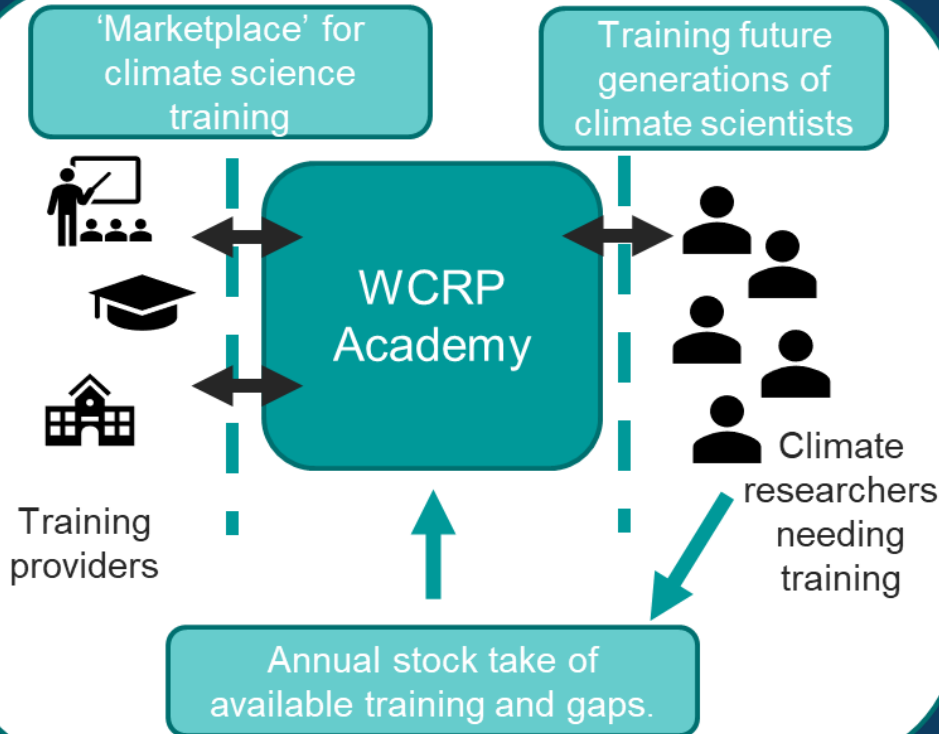 ‘Marketplace’ for
climate science
training
Training future
generations of
climate scientists
WCRP
Academy
Training
providers
Climate
researchers
needing
training
Annual stock take of
available training and gaps.